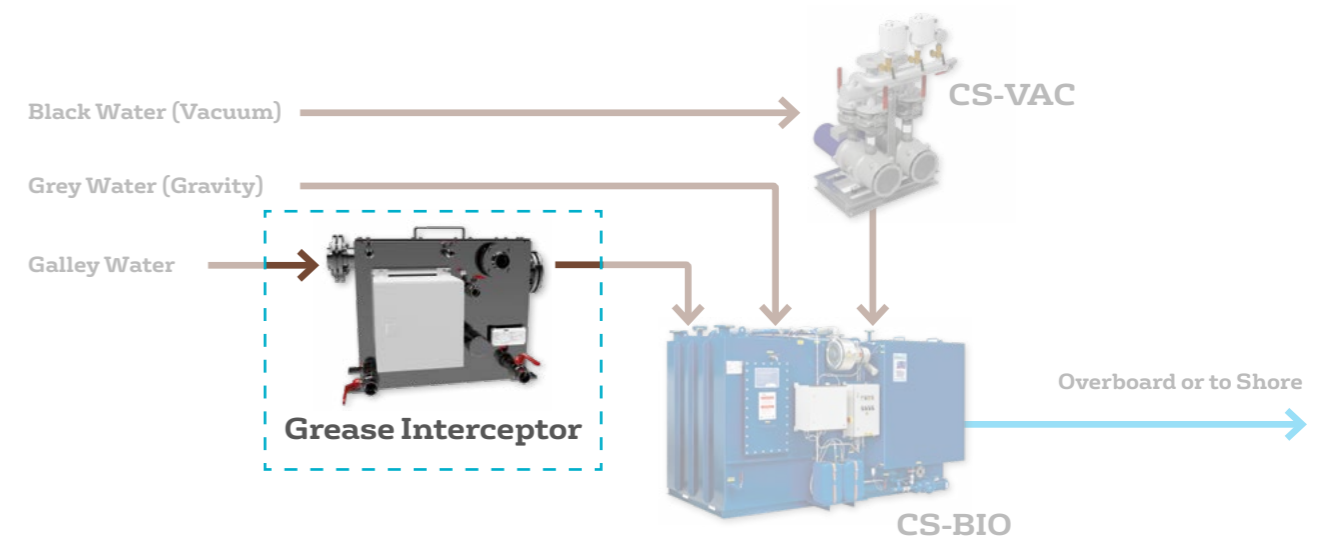 Black Water (Vacuum)
CS-VAC
Grey Water (Gravity)
Galley Water
Grease Interceptor
Overboard or to Shore
CS-BIO